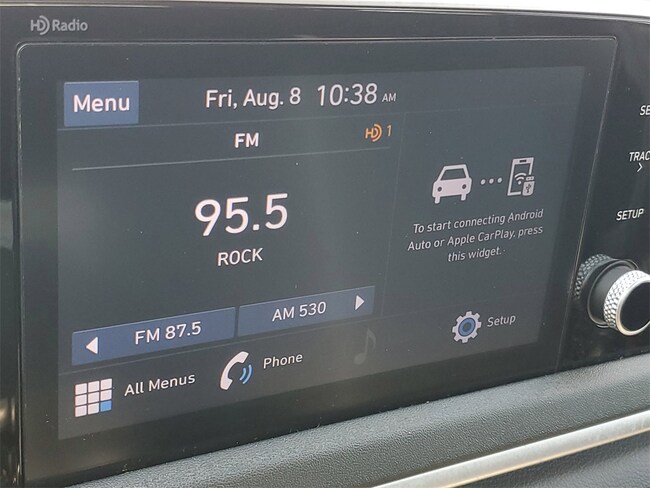 HD Radio
Menu
Fri, Aug. 8 10:38 AM
FM
HD 1
95.5
ROCK
To start connecting Android
Auto or Apple CarPlay, press
this widget.
FM 87.5
AM 530
All Menus
Phone
Setup
SETUP